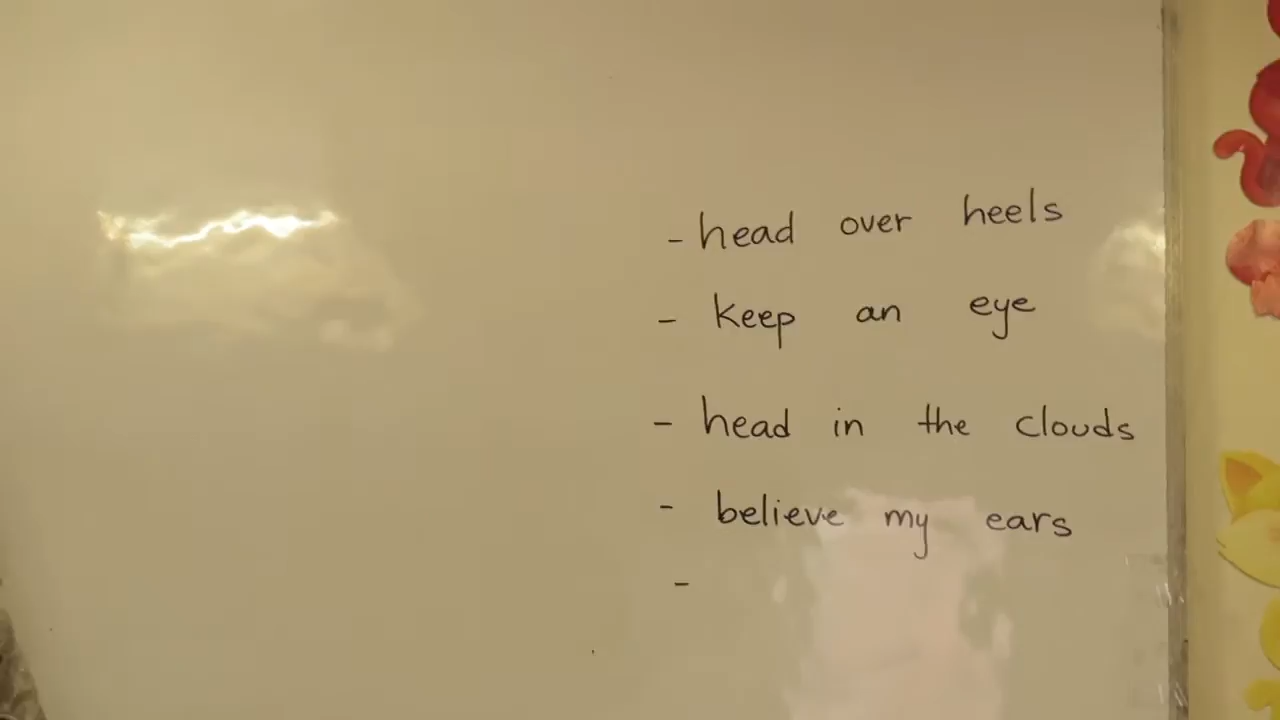 - head over heels
- keep an eye
- head in the clouds
- believe my ears
-